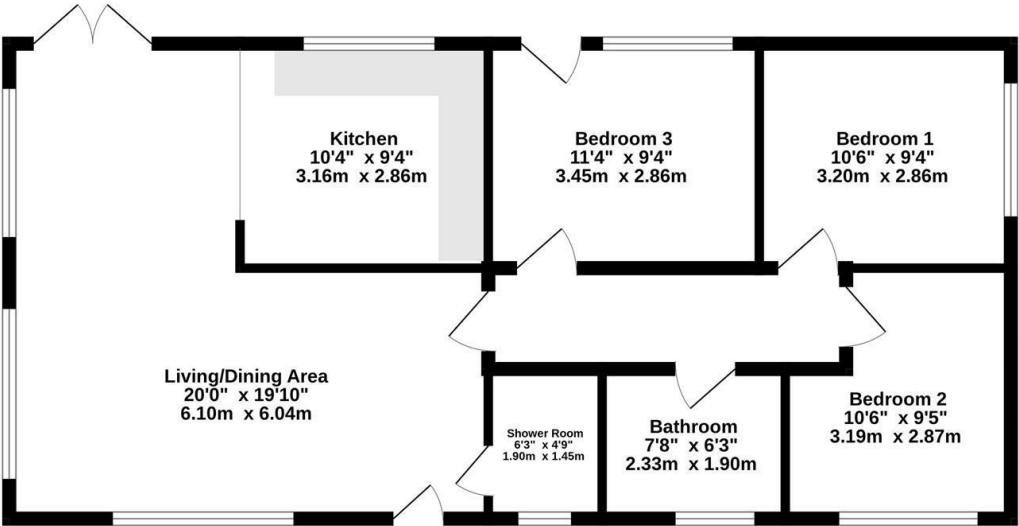 Kitchen
10'4" x 9'4"
3.16m x 2.86m
Bedroom 3
11'4" x 9'4"
3.45m x 2.86m
Bedroom 1
10'6" x 9'4"
3.20m x 2.86m
Living/Dining Area
20'0" x 19'10"
6.10m x 6.04m
Shower Room
6'3" x 4'9"
1.90m x 1.45m
Bathroom
7'8" x 6'3"
2.33m x 1.90m
Bedroom 2
10'6" x 9'5"
3.19m x 2.87m